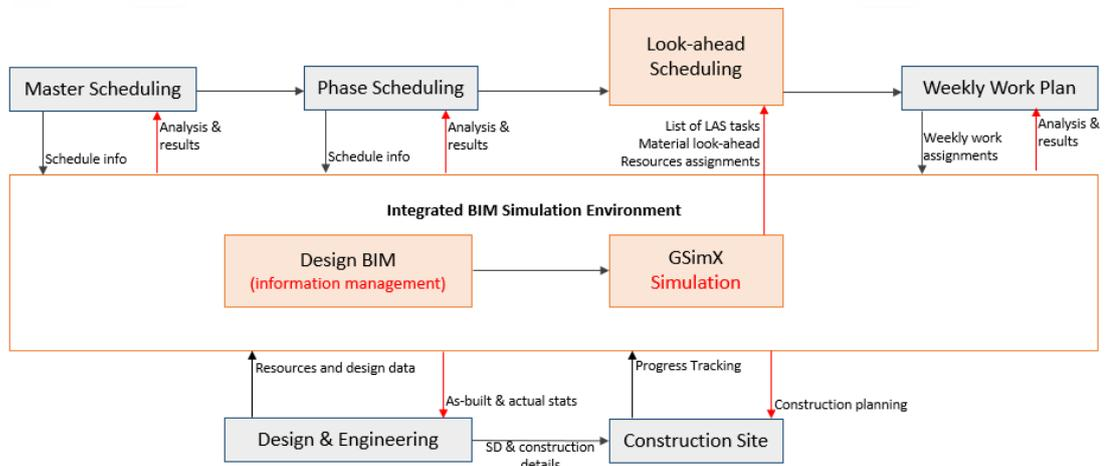 Look-ahead
Scheduling
Master Scheduling
Phase Scheduling
Weekly Work Plan
Schedule info
Analysis &
results
Schedule info
Analysis &
results
List of LAS tasks
Material look-ahead
Resources assignments
Weekly work
assignments
Analysis &
results
Integrated BIM Simulation Environment
Design BIM
(information management)
GSimX
Simulation
Resources and design data
As-built & actual stats
Progress Tracking
Construction planning
Design & Engineering
SD & construction
details
Construction Site